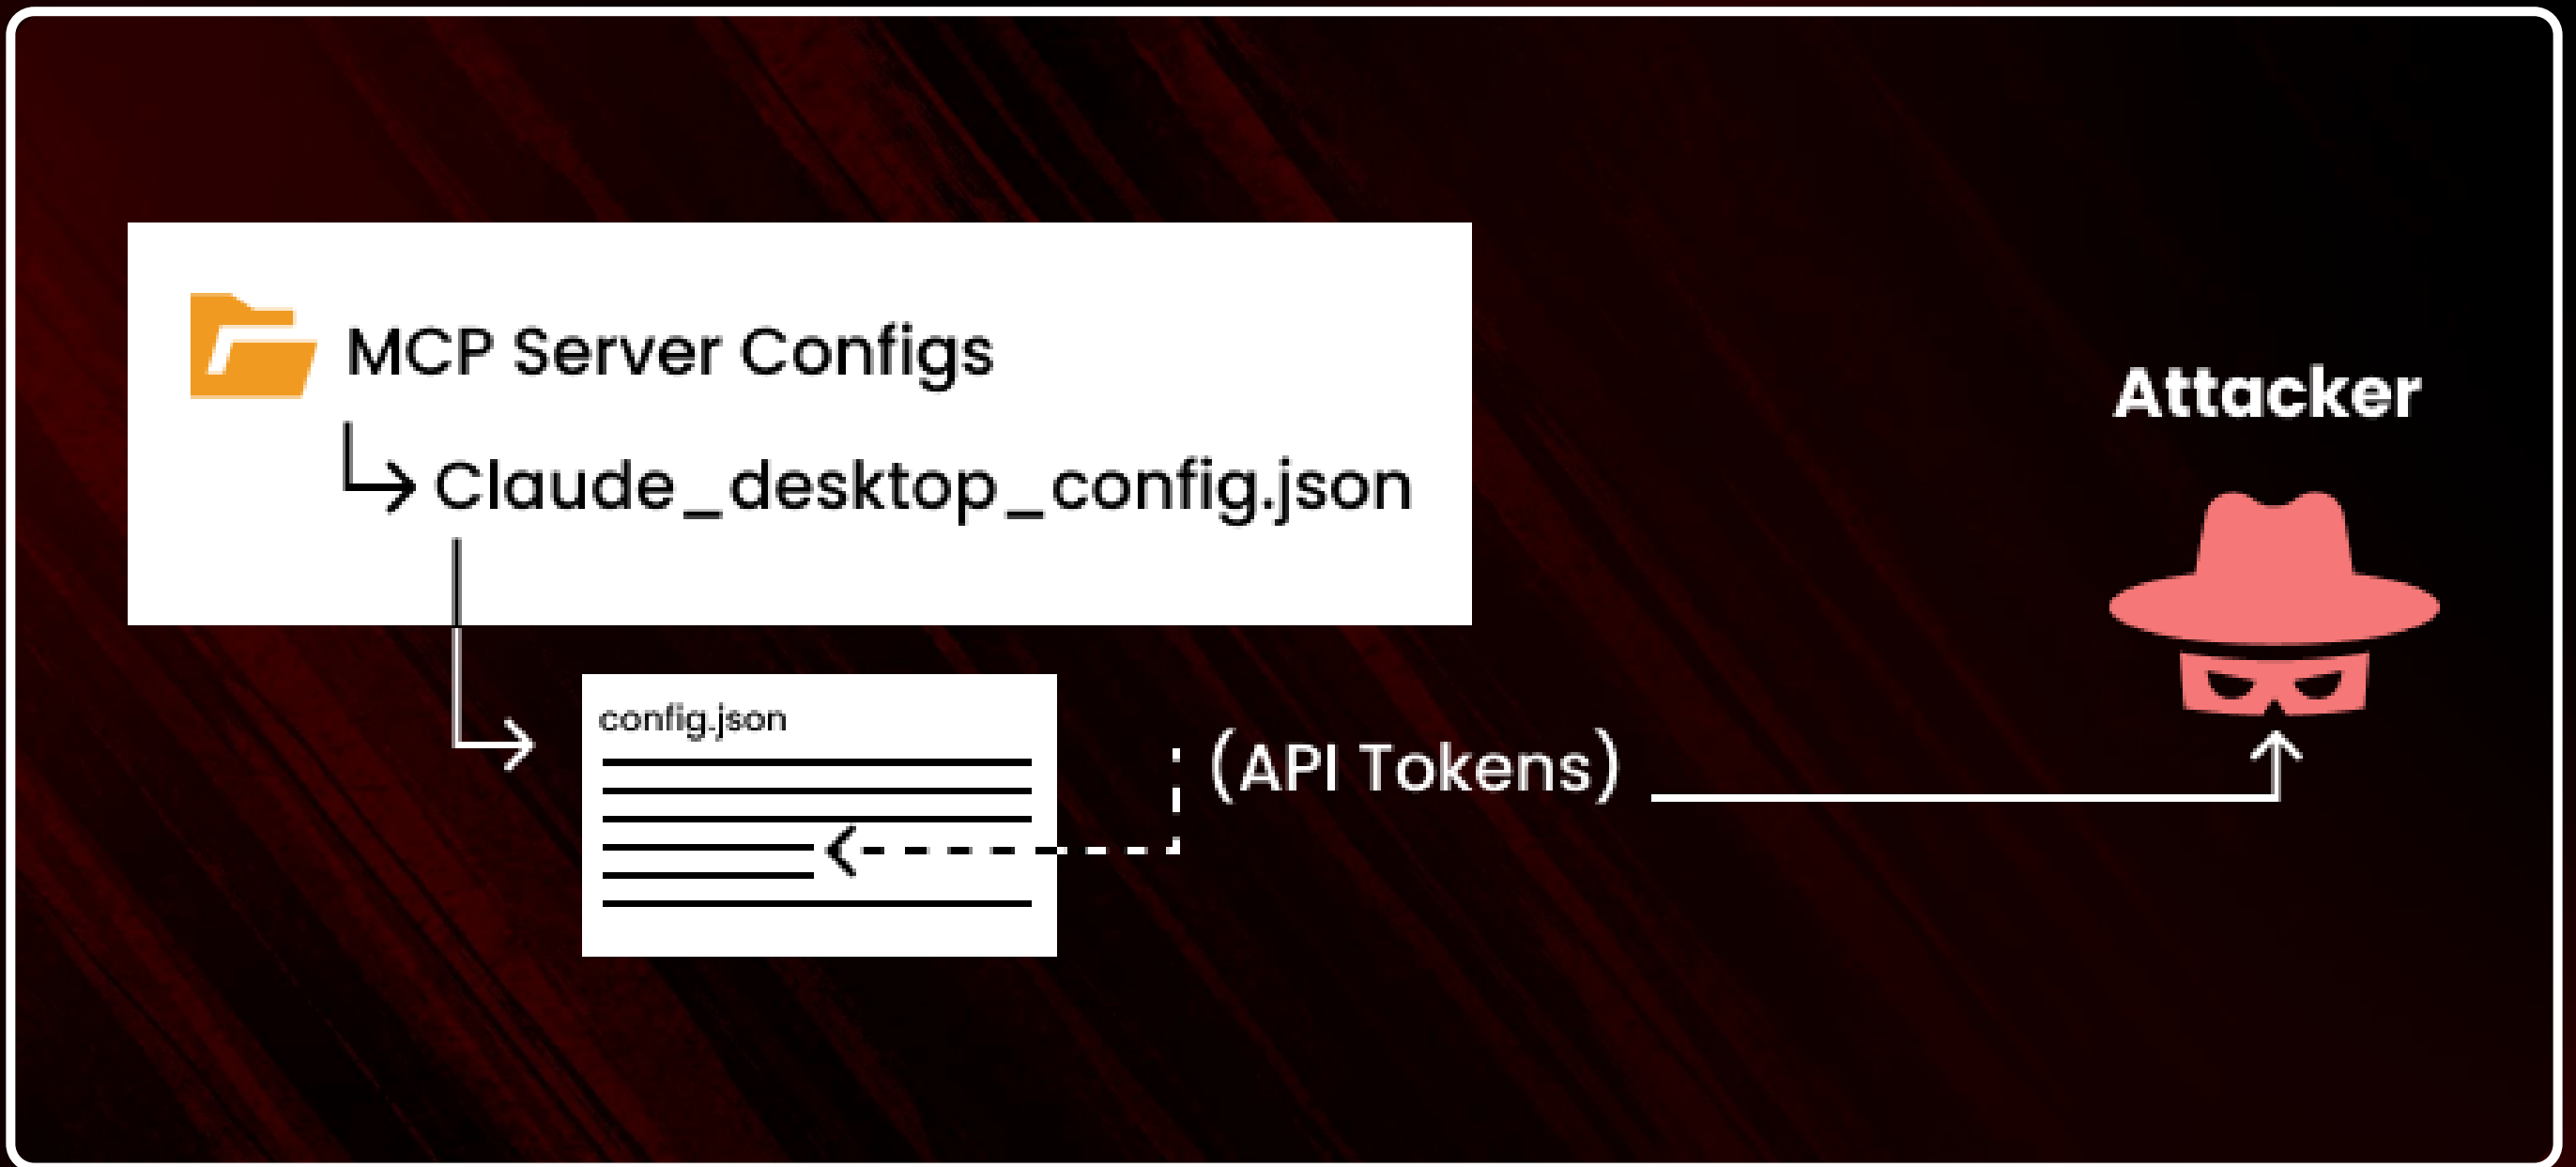 MCP Server Configs
Claude_desktop_config.json
Attacker
config.json
(API Tokens)